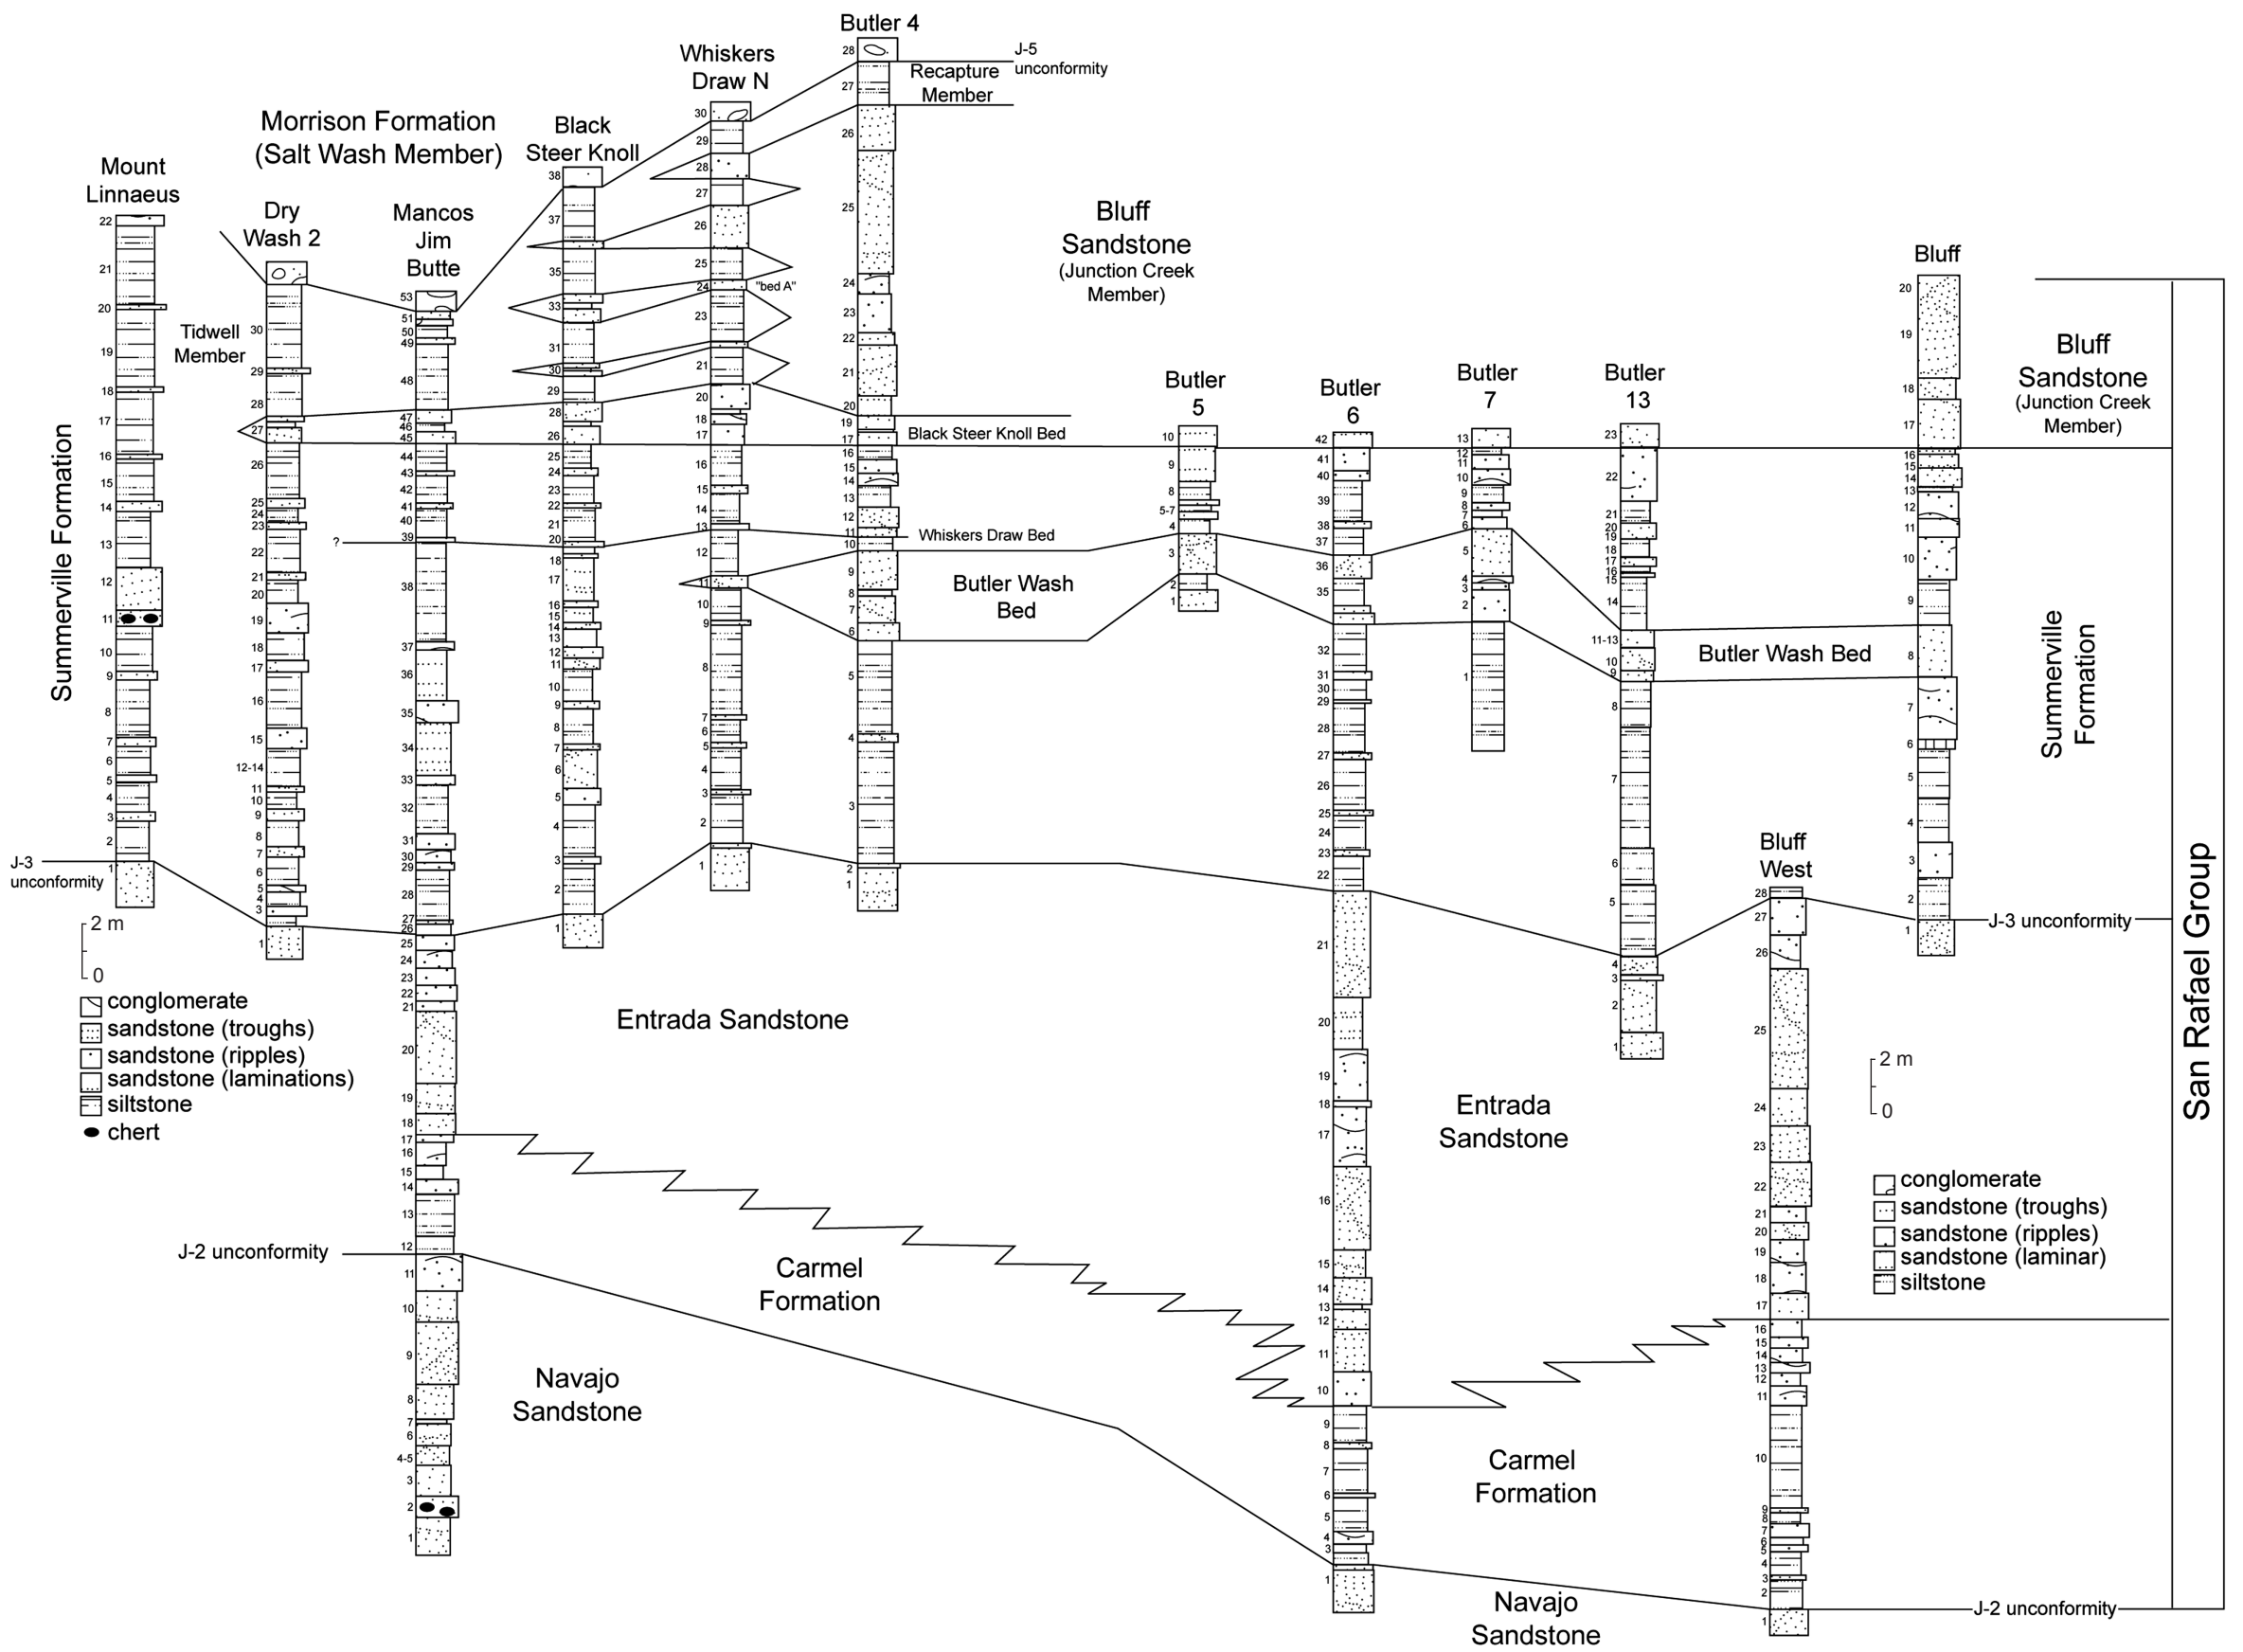 Butler 4
Whiskers
Draw N
Black
Steer Knoll
Morrison Formation
(Salt Wash Member)
Mount
Linnaeus
Dry
Wash 2
Mancos
Jim
Butte
J-5
unconformity
Recapture
Member
Bluff
Sandstone
(Junction Creek
Member)
"bed A"
Tidwell
Member
Black Steer Knoll Bed
Whiskers Draw Bed
Butler Wash
Bed
Butler
5
Butler
6
Butler
7
Butler
13
Bluff
Bluff
Sandstone
(Junction Creek
Member)
Butler Wash Bed
Summerville
Formation
Summerville Formation
?
Bluff
West
J-3
unconformity
J-3 unconformity
San Rafael Group
2 m
0
conglomerate
sandstone (troughs)
sandstone (ripples)
sandstone (laminations)
siltstone
chert
Entrada Sandstone
Entrada
Sandstone
2 m
0
conglomerate
sandstone (troughs)
sandstone (ripples)
sandstone (laminar)
siltstone
J-2 unconformity
Carmel
Formation
Navajo
Sandstone
Carmel
Formation
Navajo
Sandstone
J-2 unconformity